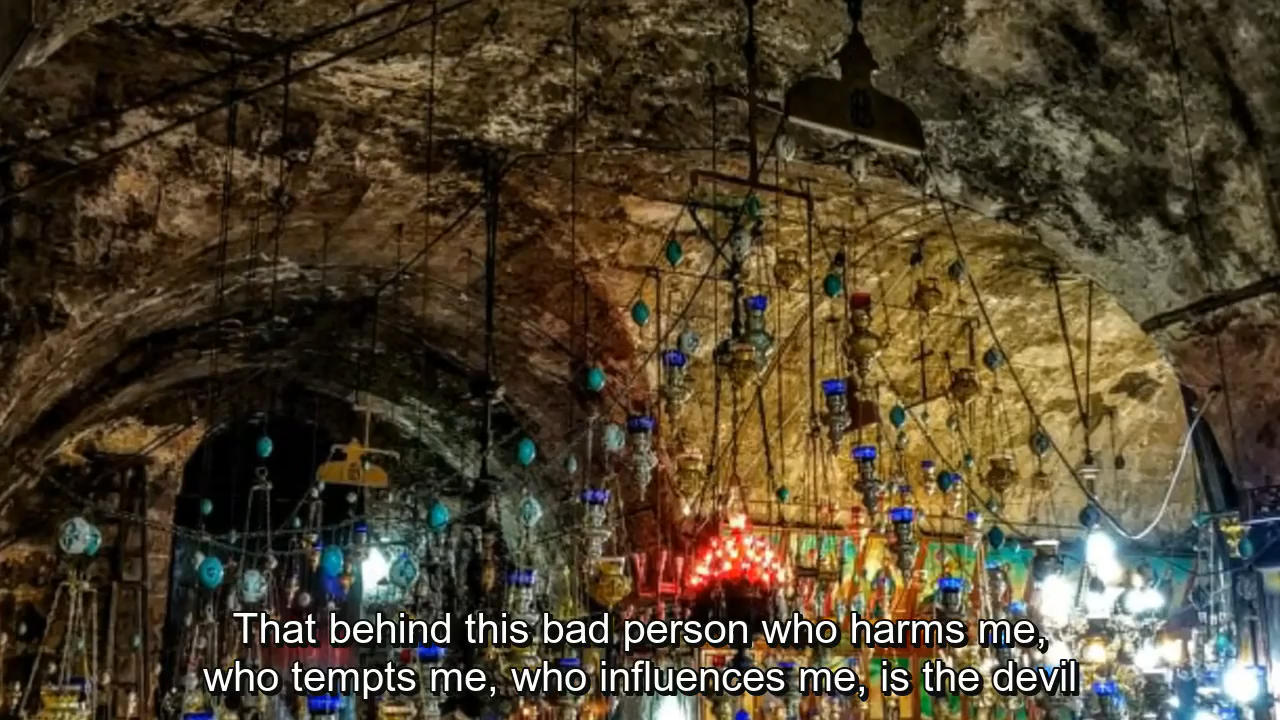 That behind this bad person who harms me,
who tempts me, who influences me, is the devil